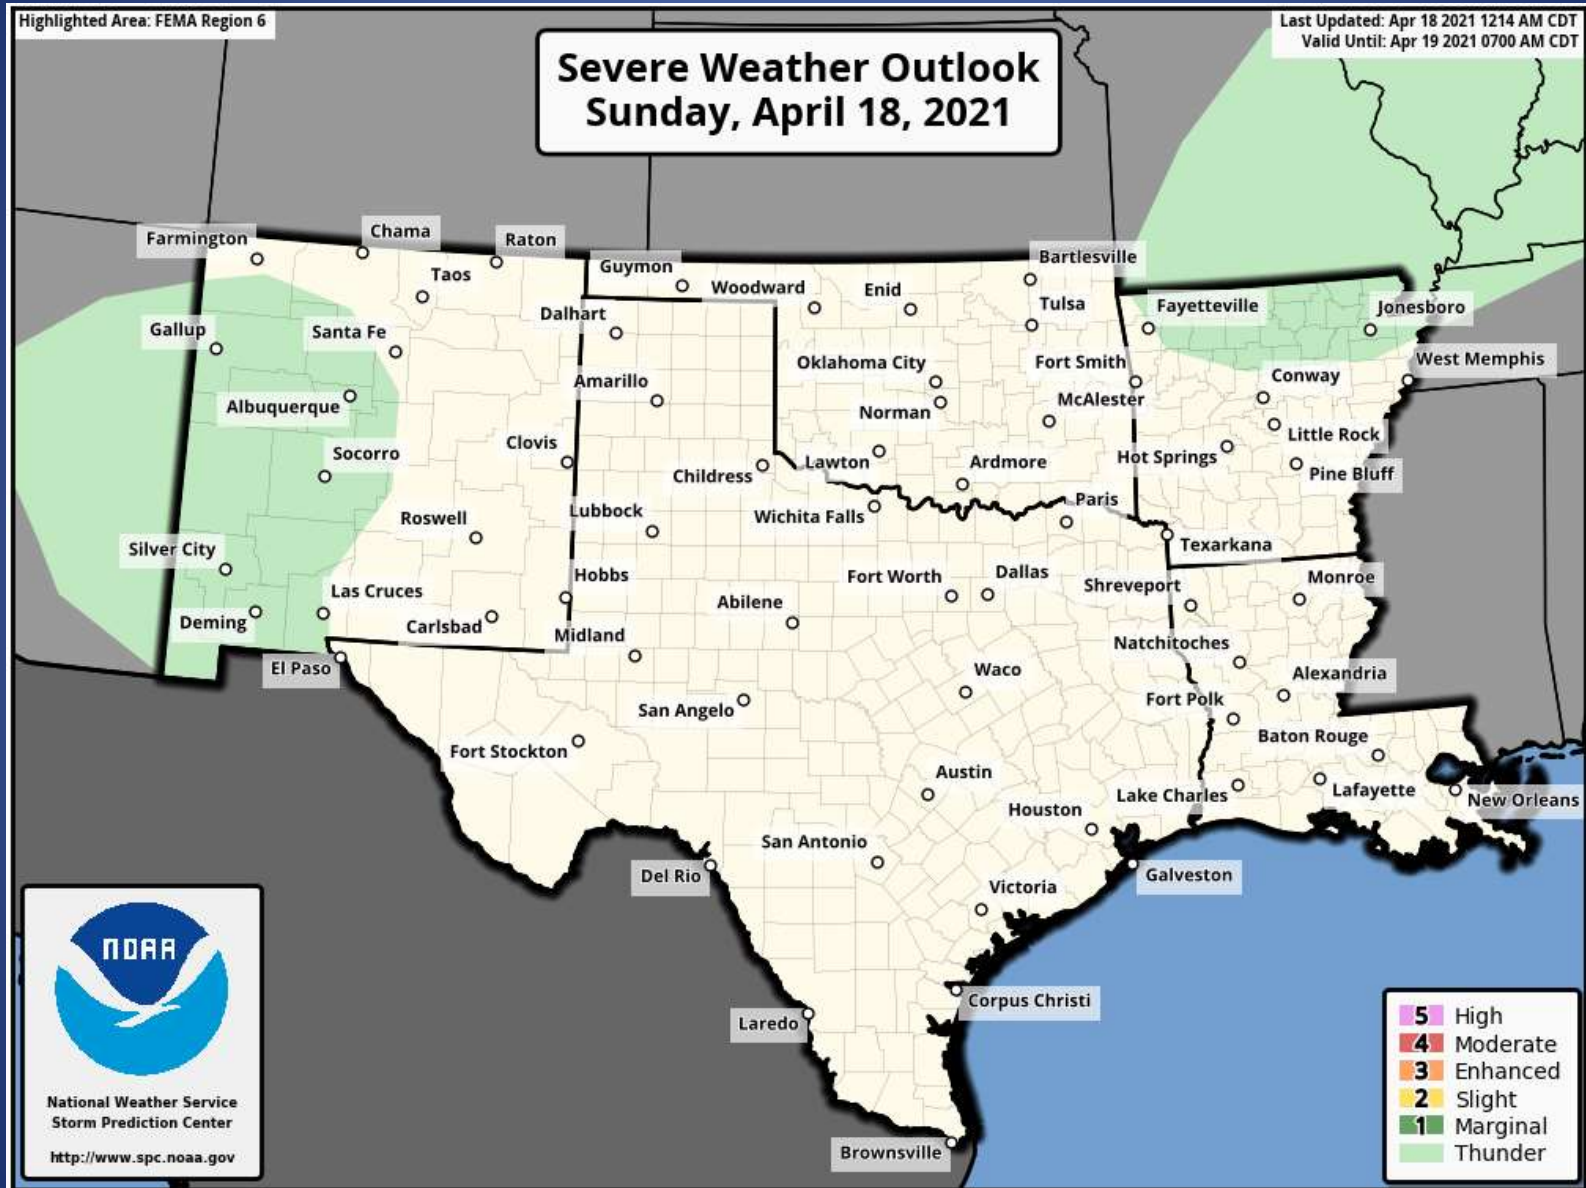 Highlighted Area: FEMA Region 6
Last Updated: Apr 18 2021 1214 AM CDT
Valid Until: Apr 19 2021 0700 AM CDT
Severe Weather Outlook
Sunday, April 18, 2021
Farmington
Chama
Raton
Taos
Guymon
Woodward
Enid
Bartlesville
Gallup
Santa Fe
Dalhart
Tulsa
Fayetteville
Jonesboro
Albuquerque
Amarillo
Oklahoma City
Fort Smith
Conway
West Memphis
Norman
McAlester
Socorro
Clovis
Childress
Lawton
Ardmore
Hot Springs
Little Rock
Pine Bluff
Roswell
Lubbock
Wichita Falls
Paris
Texarkana
Silver City
Las Cruces
Hobbs
Fort Worth
Dallas
Shreveport
Monroe
Deming
Carlsbad
Midland
Abilene
Natchitoches
El Paso
San Angelo
Waco
Alexandria
Fort Polk
Fort Stockton
Austin
Baton Rouge
Houston
Lake Charles
Lafayette
New Orleans
San Antonio
Del Rio
Victoria
Galveston
Laredo
Corpus Christi
Brownsville
NOAA
National Weather Service
Storm Prediction Center
http://www.spc.noaa.gov
5 High
4 Moderate
3 Enhanced
2 Slight
1 Marginal
Thunder